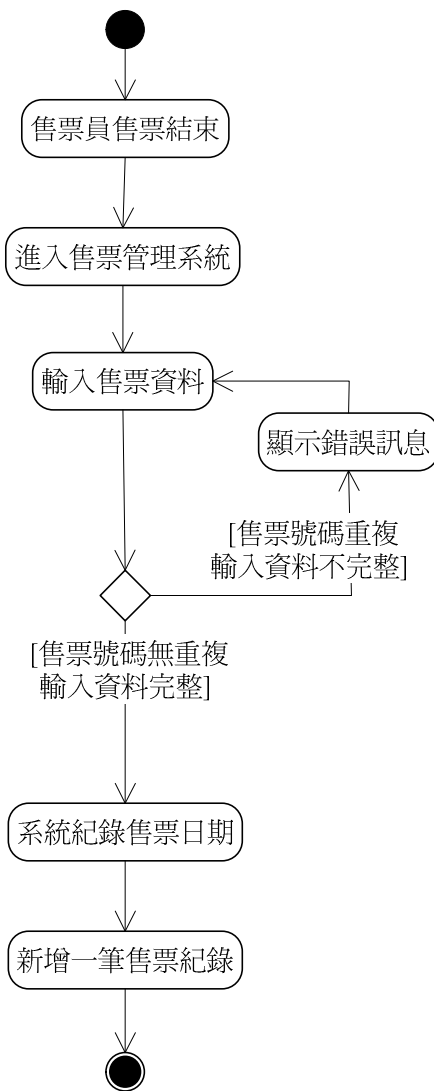 售票員售票結束
進入售票管理系統
輸入售票資料
顯示錯誤訊息
[售票號碼重複
輸入資料不完整]
[售票號碼無重複
輸入資料完整]
系統紀錄售票日期
新增一筆售票紀錄